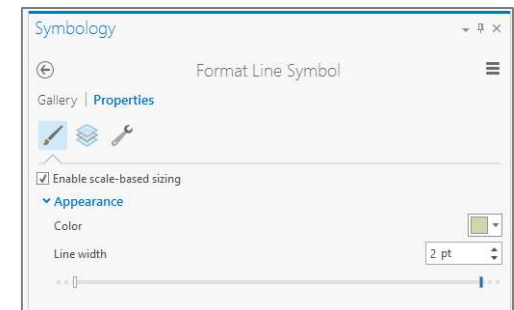 Symbology
Format Line Symbol
Gallery | Properties
Enable scale-based sizing
Appearance
Color
Line width 2 pt